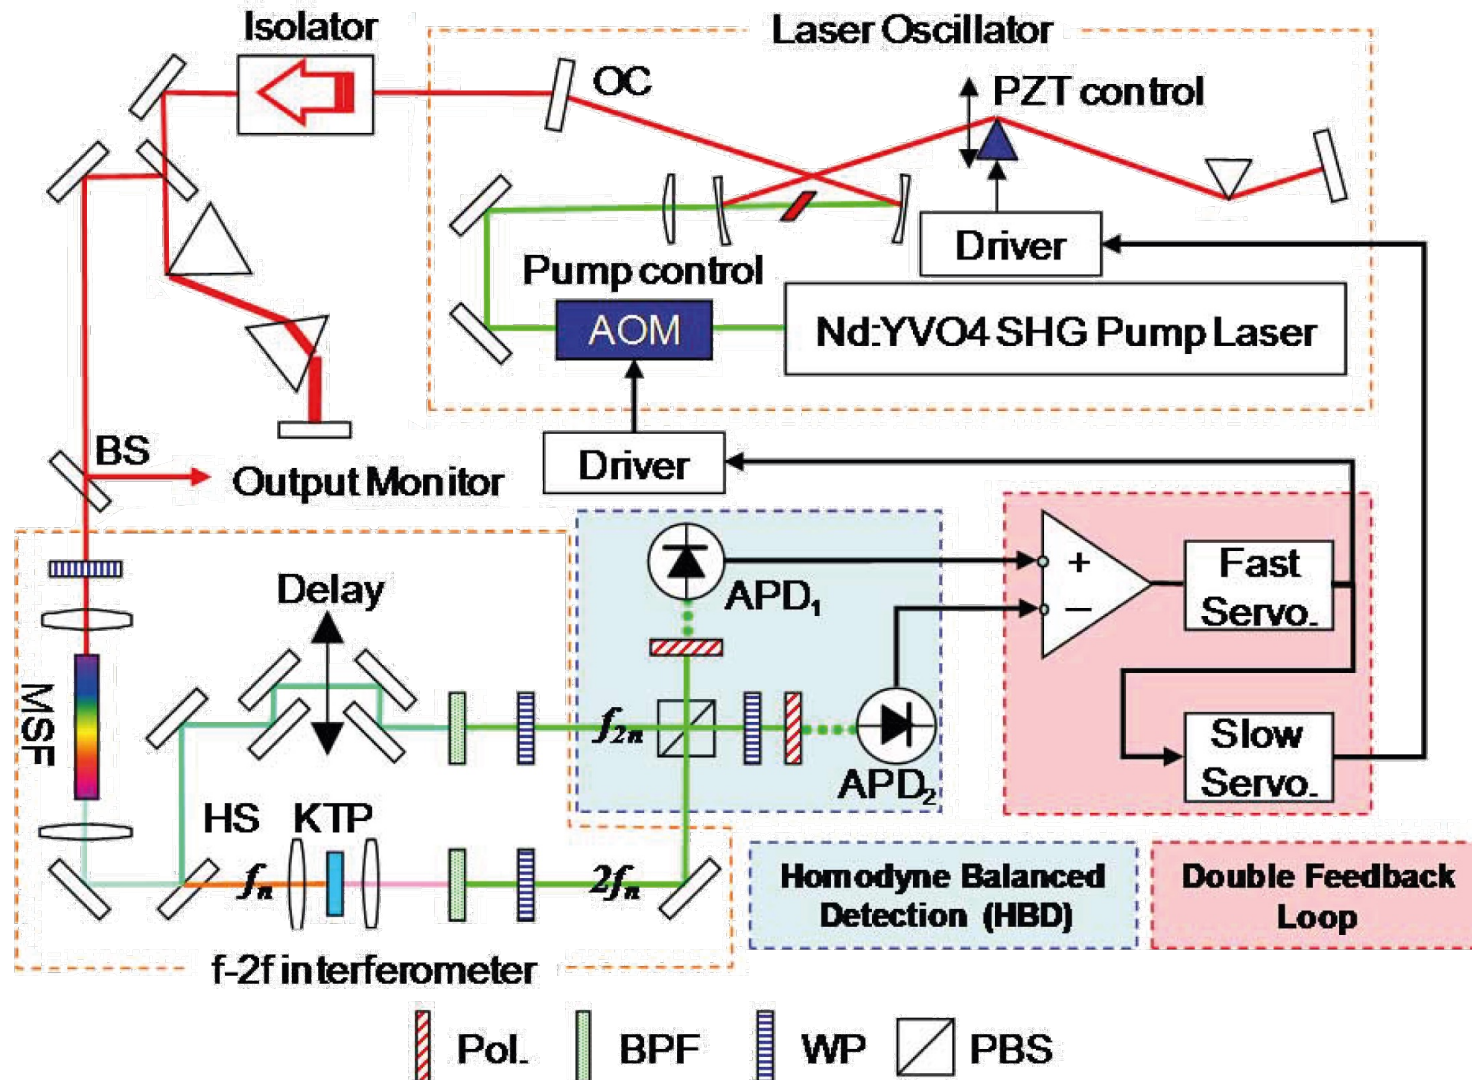 Isolator
Laser Oscillator
OC
PZT control
Driver
Pump control
AOM
Nd:YVO4 SHG Pump Laser
BS
Output Monitor
Driver
Delay
MSF
HS
KTP
fn
f2n
2fn
APD1
APD2
+
−
Fast
Servo.
Slow
Servo.
f-2f interferometer
Homodyne Balanced
Detection (HBD)
Double Feedback
Loop
Pol.
BPF
WP
PBS